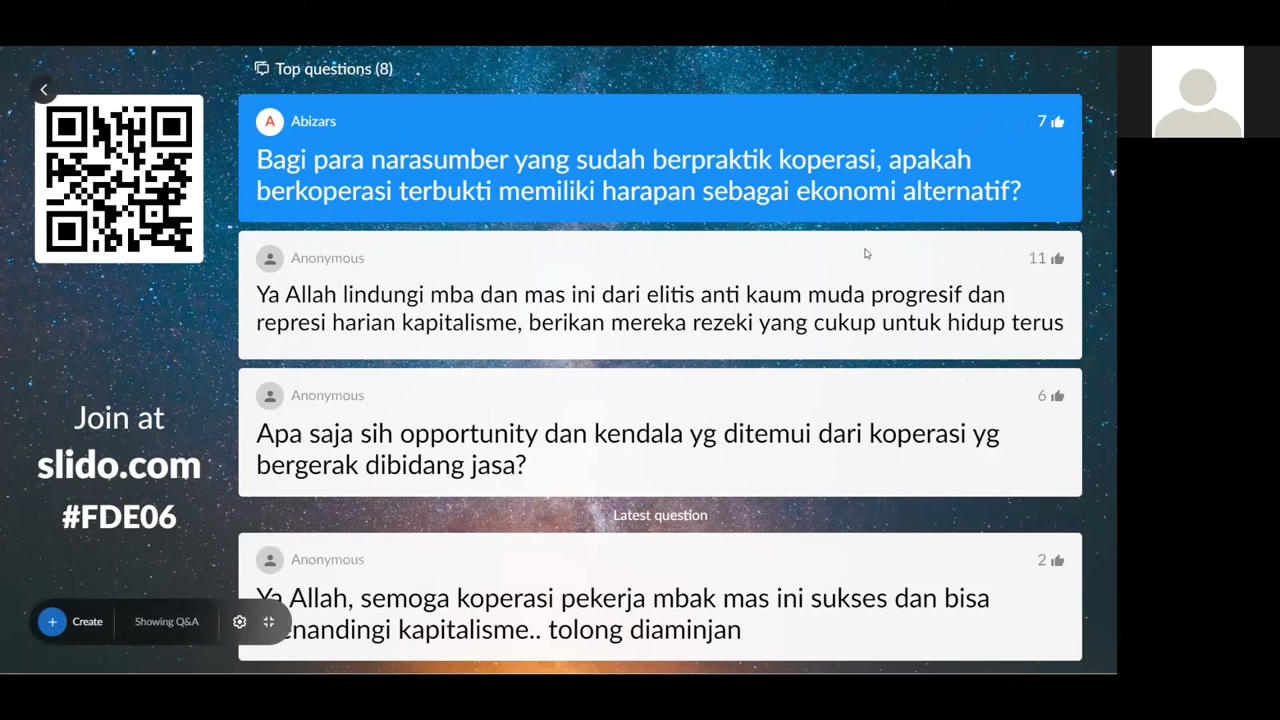 Top questions (8)
A Abizars 7
Bagi para narasumber yang sudah berpraktik koperasi, apakah
berkoperasi terbukti memiliki harapan sebagai ekonomi alternatif?
Anonymous 11
Ya Allah lindungi mba dan mas ini dari elitis anti kaum muda progresif dan
represi harian kapitalisme, berikan mereka rezeki yang cukup untuk hidup terus
Anonymous 6
Apa saja sih opportunity dan kendala yg ditemui dari koperasi yg
bergerak dibidang jasa?
Latest question
Anonymous 2
Ya Allah, semoga koperasi pekerja mbak mas ini sukses dan bisa
enandingi kapitalisme.. tolong diaminjan
Join at
slido.com
#FDE06
Create
Showing Q&A